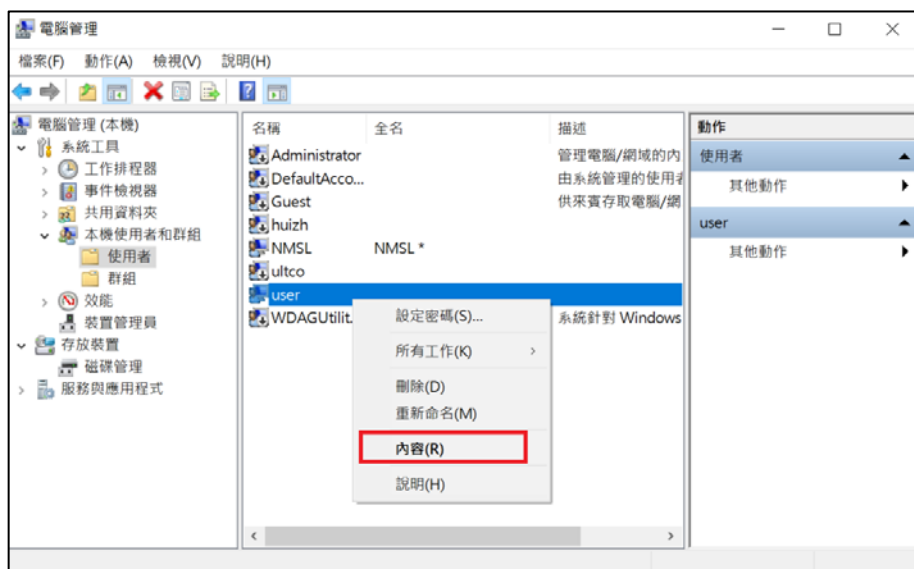 電腦管理
檔案(F) 動作(A) 檢視(V) 說明(H)
電腦管理 (本機)
系統工具
工作排程器
事件檢視器
共用資料夾
本機使用者和群組
使用者
群組
效能
裝置管理員
存放裝置
磁碟管理
服務與應用程式
名稱 全名 描述
Administrator 管理電腦/網域的內
DefaultAcco... 由系統管理的使用者
Guest 供來賓存取電腦/網
huizh
NMSL NMSL *
ultco
user
WDAGUtilit. 系統針對 Windows
設定密碼(S)...
所有工作(K)
刪除(D)
重新命名(M)
內容(R)
說明(H)
動作
使用者
其他動作
user
其他動作